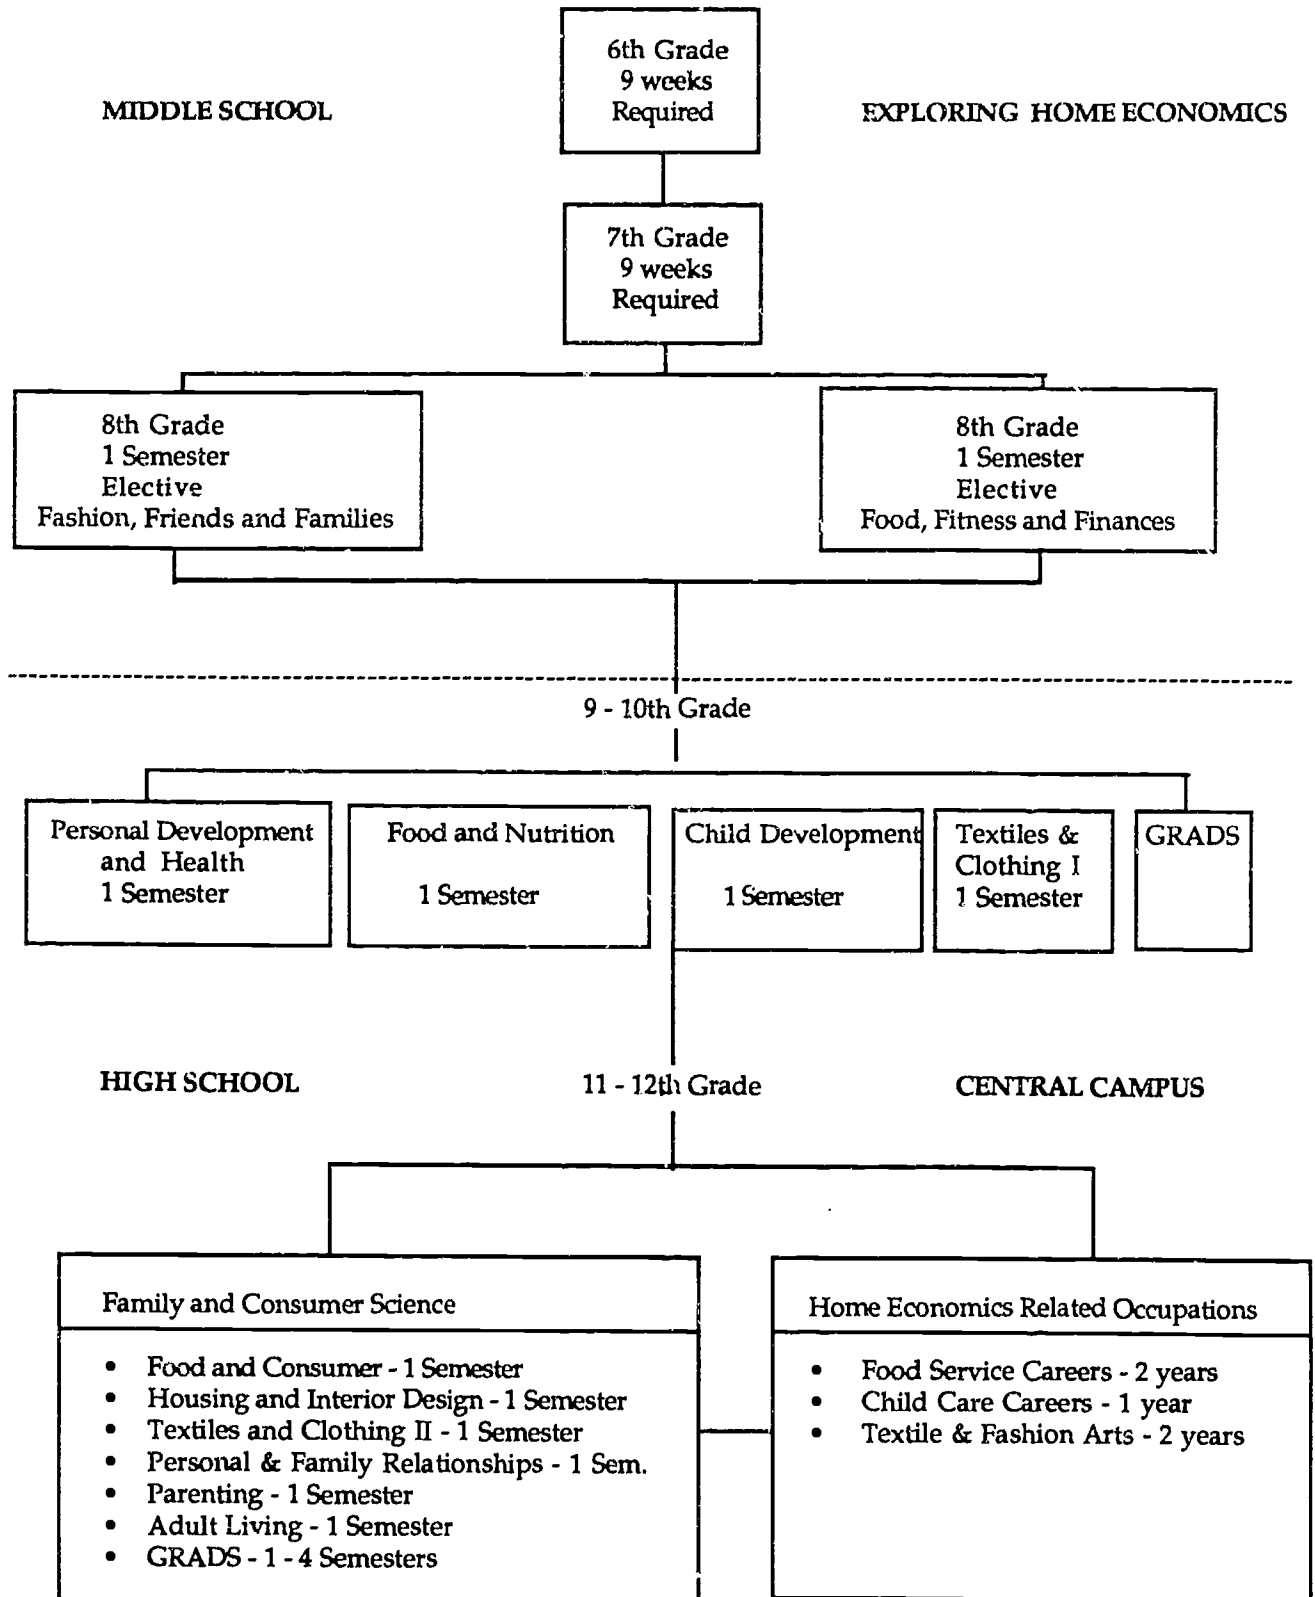 6th Grade
9 weeks
Required
MIDDLE SCHOOL
EXPLORING HOME ECONOMICS
7th Grade
9 weeks
Required
8th Grade
1 Semester
Elective
Fashion, Friends and Families
8th Grade
1 Semester
Elective
Food, Fitness and Finances
9 - 10th Grade
Personal Development
and Health
1 Semester
Food and Nutrition
1 Semester
Child Development
1 Semester
Textiles &
Clothing I
1 Semester
GRADS
HIGH SCHOOL
11 - 12th Grade
CENTRAL CAMPUS
Family and Consumer Science
• Food and Consumer - 1 Semester
• Housing and Interior Design - 1 Semester
• Textiles and Clothing II - 1 Semester
• Personal & Family Relationships - 1 Sem.
• Parenting - 1 Semester
• Adult Living - 1 Semester
• GRADS - 1 - 4 Semesters
Home Economics Related Occupations
• Food Service Careers - 2 years
• Child Care Careers - 1 year
• Textile & Fashion Arts - 2 years